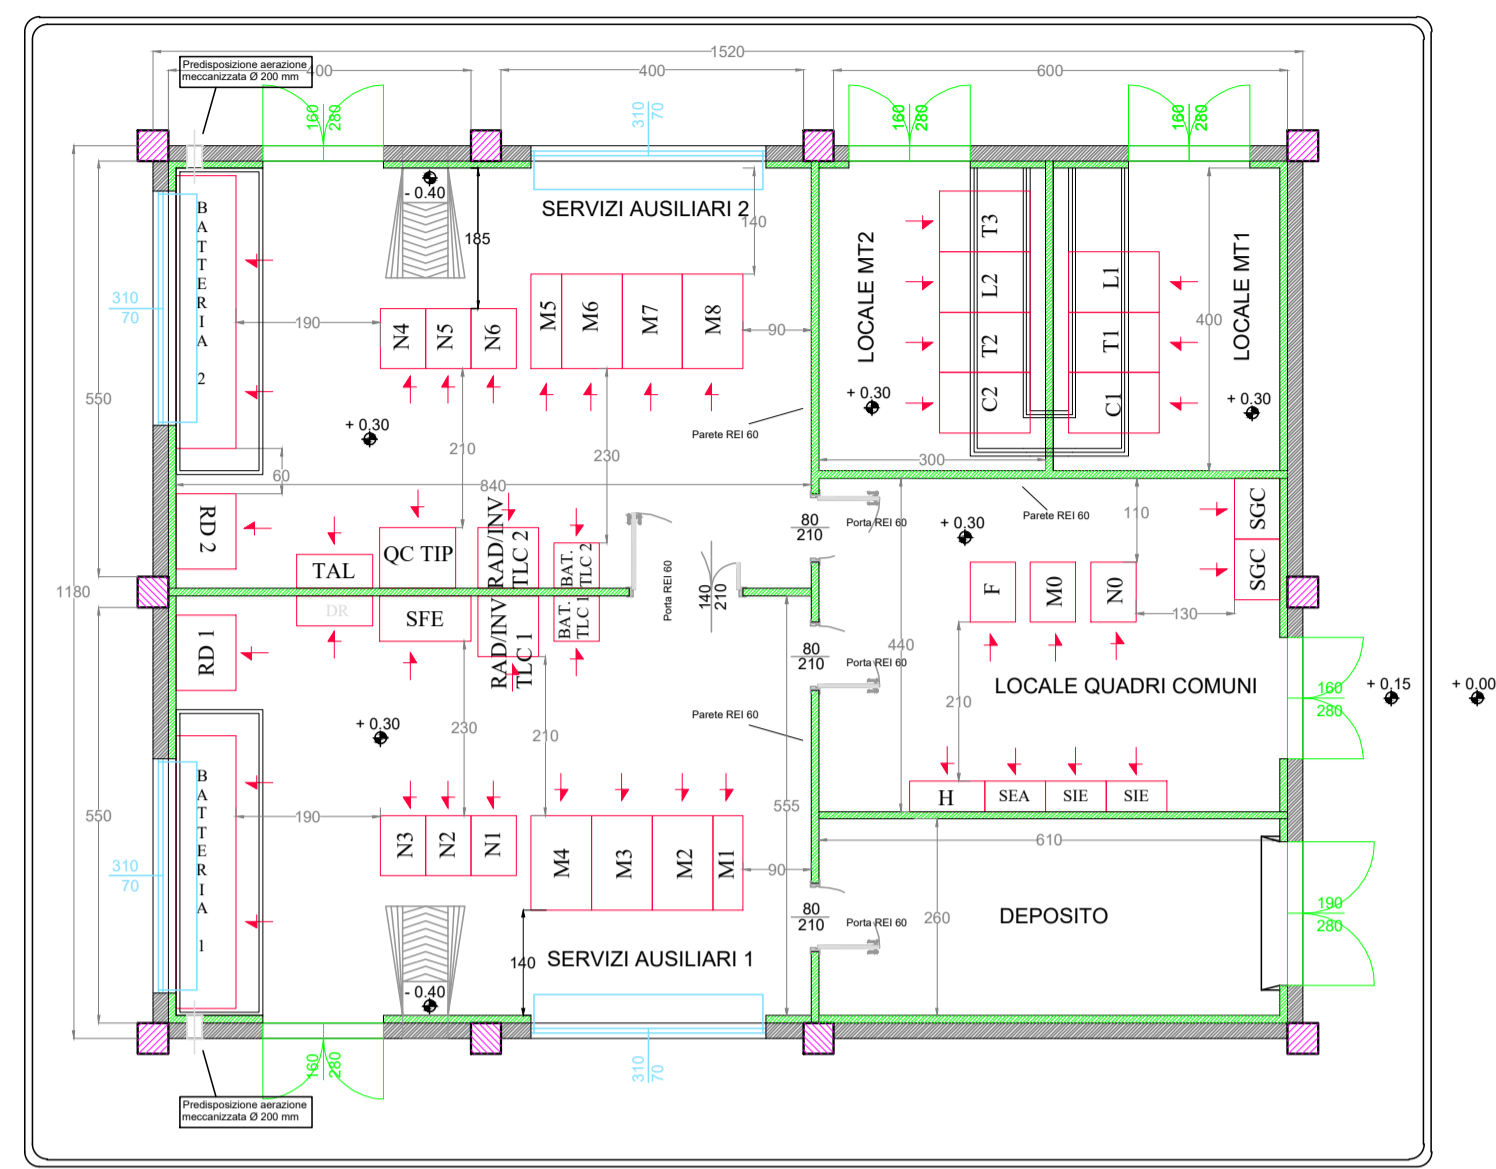 1520
Predisposizione aerazione
meccanizzata Ø 200 mm
400
400
600
160
280
310
70
160
280
160
280
- 0.40
SERVIZI AUSILIARI 2
140
185
BATTERIA 2
310
70
190
N4
N5
N6
M5
M6
M7
M8
90
LOCALE MT2
T3
L2
T2
C2
L1
T1
C1
400
LOCALE MT1
+ 0.30
+ 0.30
+ 0.30
550
Parete REI 60
210
230
300
60
840
RD 2
TAL
QC TIP
RAD/INV
TLC 2
BAT.
TLC 2
80
210
Porta REI 60
+ 0.30
Parete REI 60
110
SGC
SGC
1180
DR
SFE
RAD/INV
TLC 1
BAT.
TLC 1
Porta REI 60
140
210
F
M0
N0
130
RD 1
80
210
Porta REI 60
440
LOCALE QUADRI COMUNI
160
280
+ 0.15
+ 0.00
+ 0.30
230
210
Parete REI 60
210
BATTERIA 1
310
70
550
190
N3
N2
N1
M4
M3
M2
M1
90
555
H
SEA
SIE
SIE
610
80
210
Porta REI 60
260
DEPOSITO
190
280
140
SERVIZI AUSILIARI 1
- 0.40
160
280
310
70
Predisposizione aerazione
meccanizzata Ø 200 mm